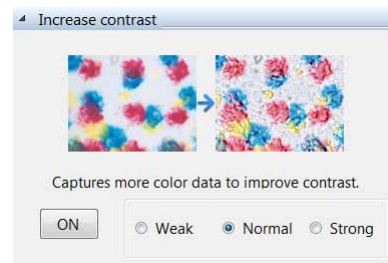 Increase contrast
Captures more color data to improve contrast.
ON Weak Normal Strong